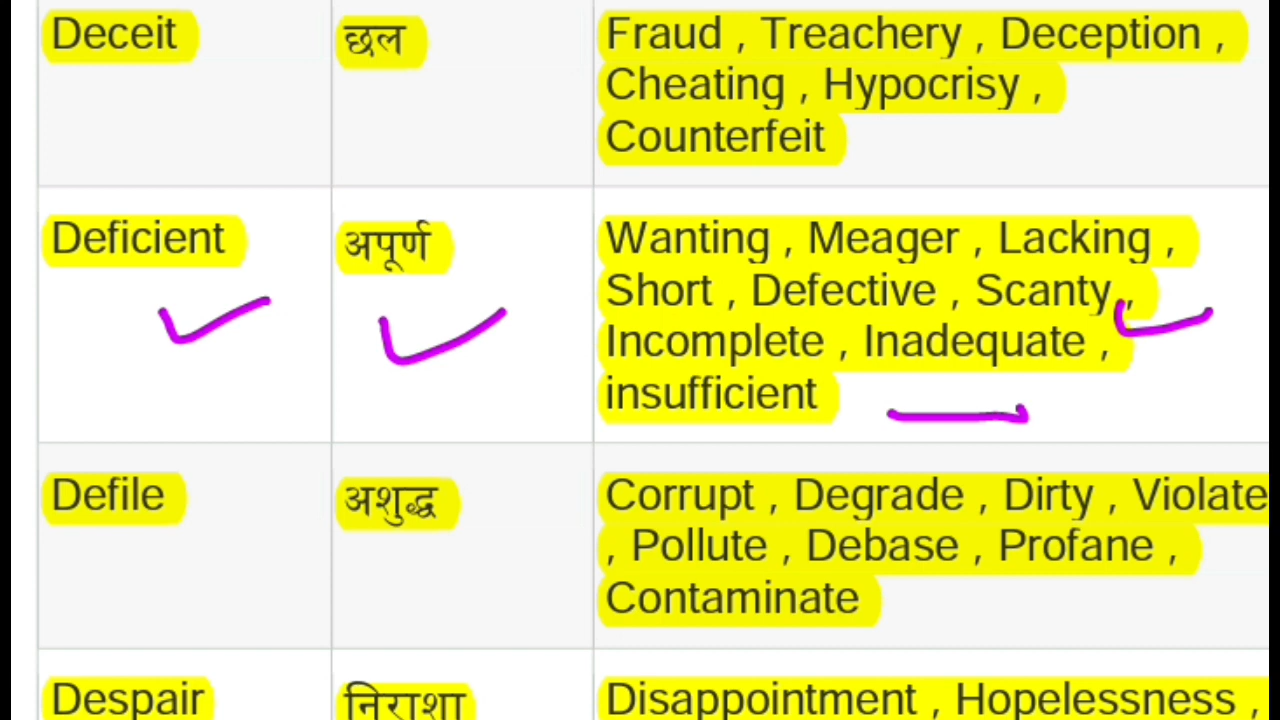 Deceit छल Fraud , Treachery , Deception ,
Cheating , Hypocrisy ,
Counterfeit
Deficient अपूर्ण Wanting , Meager , Lacking ,
Short , Defective , Scanty ,
Incomplete , Inadequate ,
insufficient
Defile अशुद्ध Corrupt , Degrade , Dirty , Violate
, Pollute , Debase , Profane ,
Contaminate
Despair निराशा Disappointment , Hopelessness ,